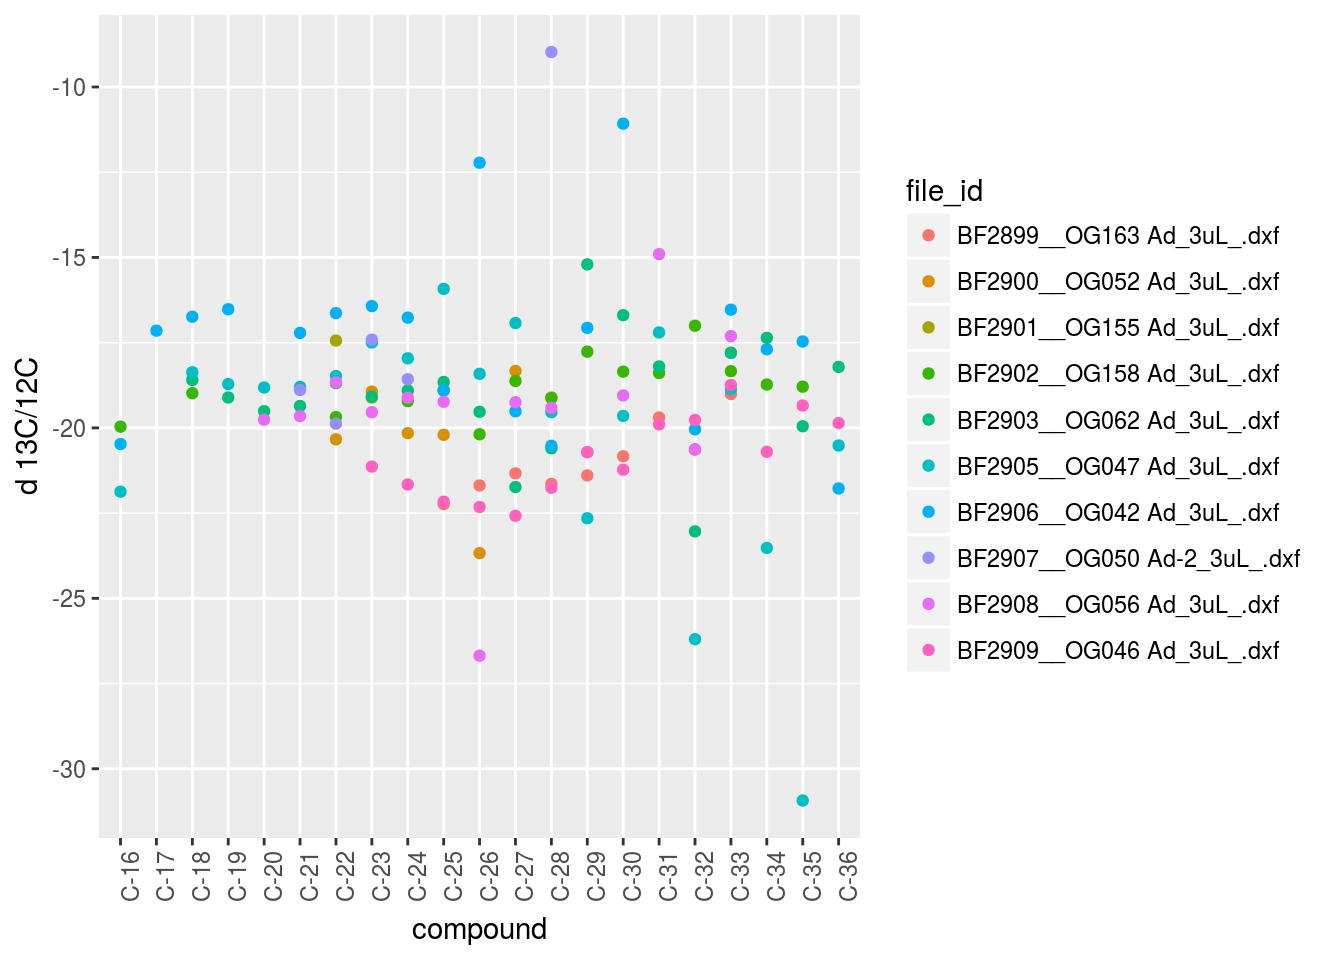 -10
-15
-20
-25
-30
d 13C/12C
C-16
C-17
C-18
C-19
C-20
C-21
C-22
C-23
C-24
C-25
C-26
C-27
C-28
C-29
C-30
C-31
C-32
C-33
C-34
C-35
C-36
compound
file_id
BF2899__OG163 Ad_3uL_.dxf
BF2900__OG052 Ad_3uL_.dxf
BF2901__OG155 Ad_3uL_.dxf
BF2902__OG158 Ad_3uL_.dxf
BF2903__OG062 Ad_3uL_.dxf
BF2905__OG047 Ad_3uL_.dxf
BF2906__OG042 Ad_3uL_.dxf
BF2907__OG050 Ad-2_3uL_.dxf
BF2908__OG056 Ad_3uL_.dxf
BF2909__OG046 Ad_3uL_.dxf